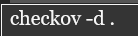 checkov -d .